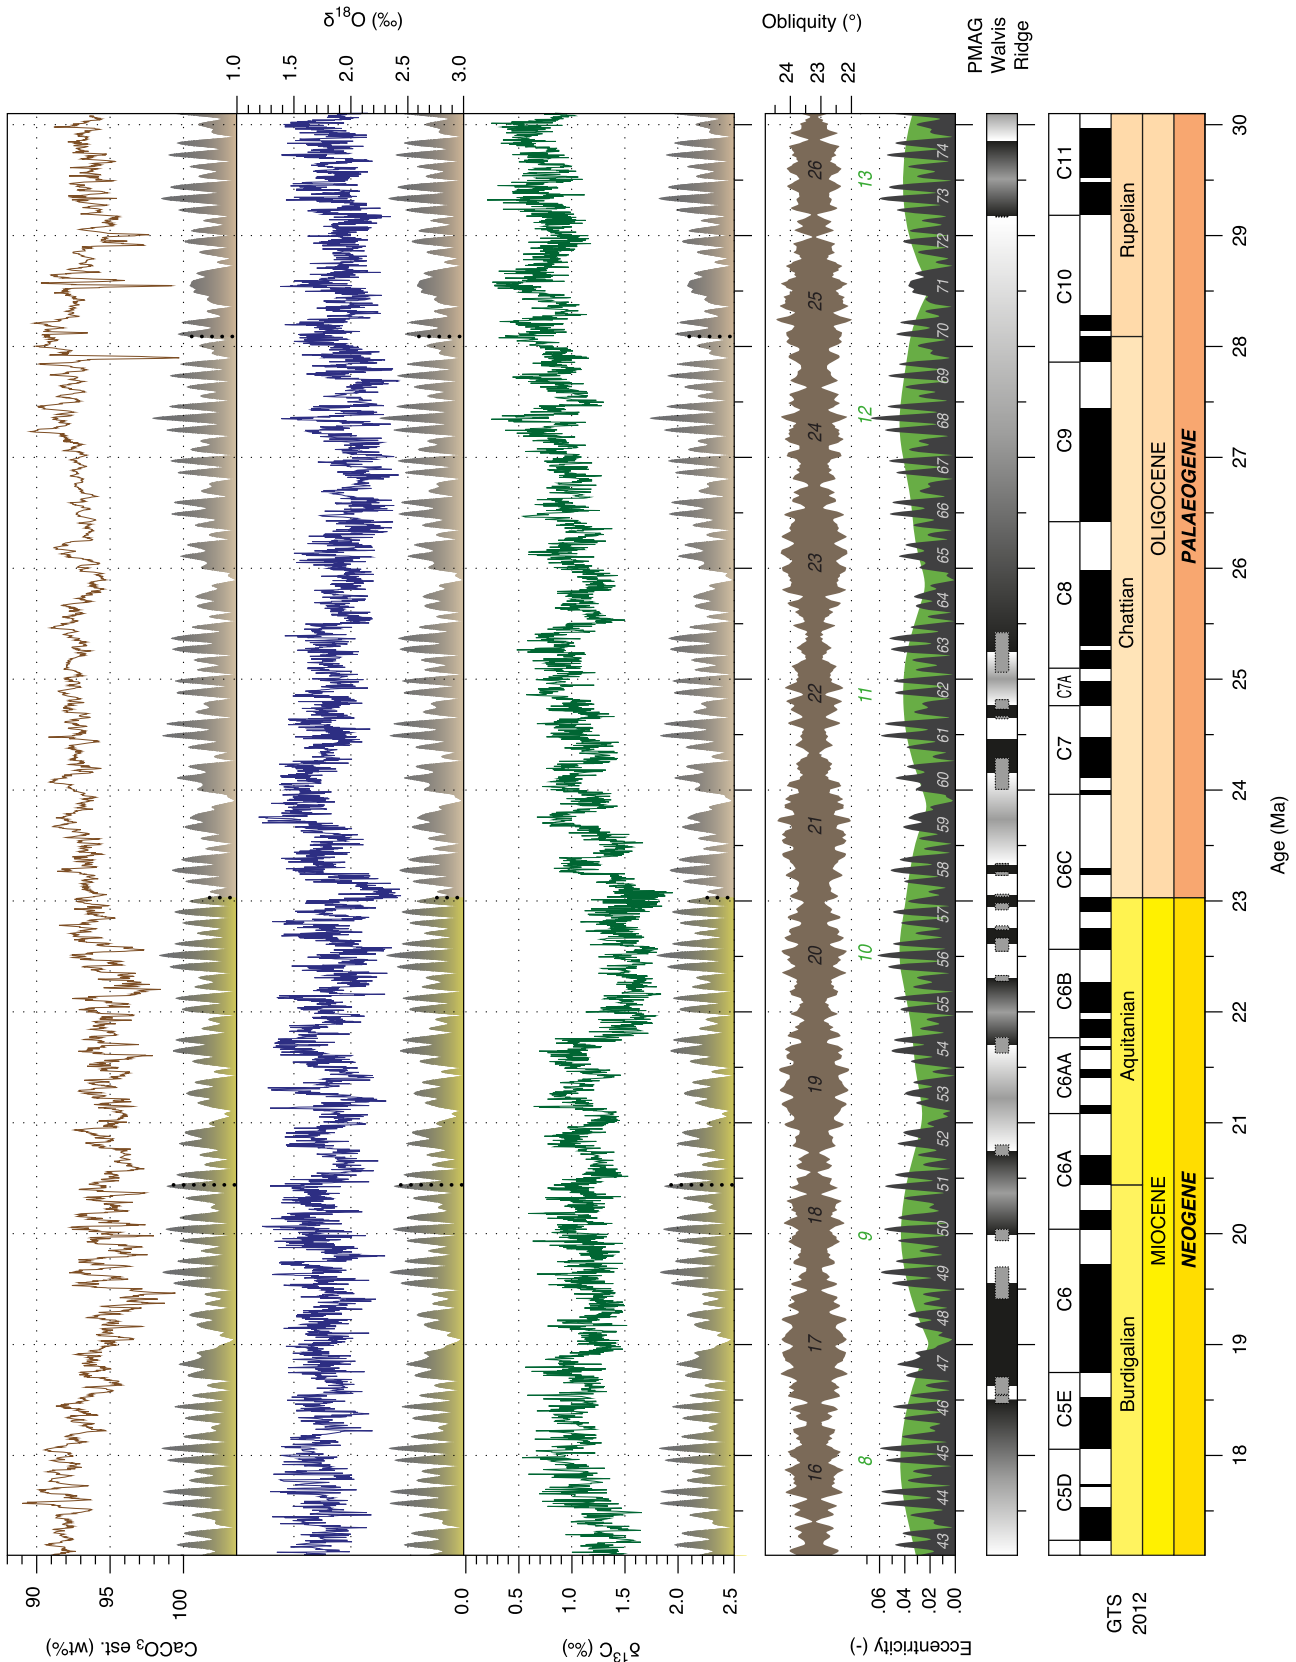 δ¹⁸O (‰)
1.0
1.5
2.0
2.5
3.0
Obliquity (°)
24
23
22
PMAG
Walvis
Ridge
90
95
100
CaCO₃ est. (wt%)
0.0
0.5
1.0
1.5
2.0
2.5
δ¹³C (‰)
16
17
18
19
20
21
22
23
24
25
26
8
9
10
11
12
13
43
44
45
46
47
48
49
50
51
52
53
54
55
56
57
58
59
60
61
62
63
64
65
66
67
68
69
70
71
72
73
74
.06
.04
.02
.00
Eccentricity (-)
GTS
2012
C5D
C5E
C6
C6A
C6AA
C6B
C6C
C7
C7A
C8
C9
C10
C11
Burdigalian
Aquitanian
Chattian
Rupelian
MIOCENE
OLIGOCENE
NEOGENE
PALAEOGENE
18
19
20
21
22
23
24
25
26
27
28
29
30
Age (Ma)